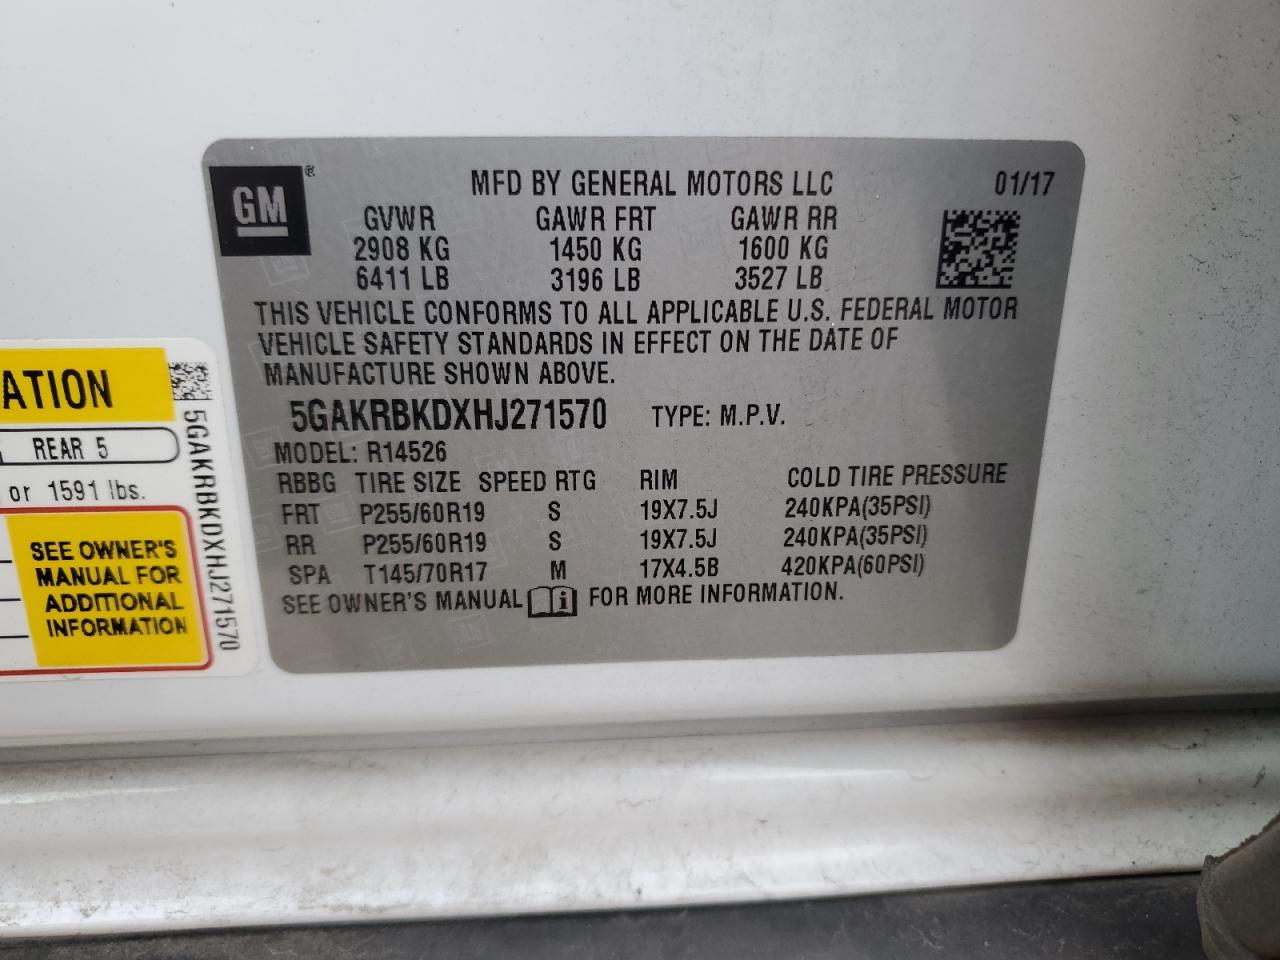 GM®
MFD BY GENERAL MOTORS LLC 01/17
GVWR GAWR FRT GAWR RR
2908 KG 1450 KG 1600 KG
6411 LB 3196 LB 3527 LB
THIS VEHICLE CONFORMS TO ALL APPLICABLE U.S. FEDERAL MOTOR
VEHICLE SAFETY STANDARDS IN EFFECT ON THE DATE OF
MANUFACTURE SHOWN ABOVE.
5GAKRBKDXHJ271570 TYPE: M.P.V.
MODEL: R14526
RBBG TIRE SIZE SPEED RTG RIM COLD TIRE PRESSURE
FRT P255/60R19 S 19X7.5J 240KPA(35PSI)
RR P255/60R19 S 19X7.5J 240KPA(35PSI)
SPA T145/70R17 M 17X4.5B 420KPA(60PSI)
SEE OWNER'S MANUAL i FOR MORE INFORMATION.
ATION
REAR 5
or 1591 lbs.
SEE OWNER'S
MANUAL FOR
ADDITIONAL
INFORMATION
5GAKRBKDXHJ271570